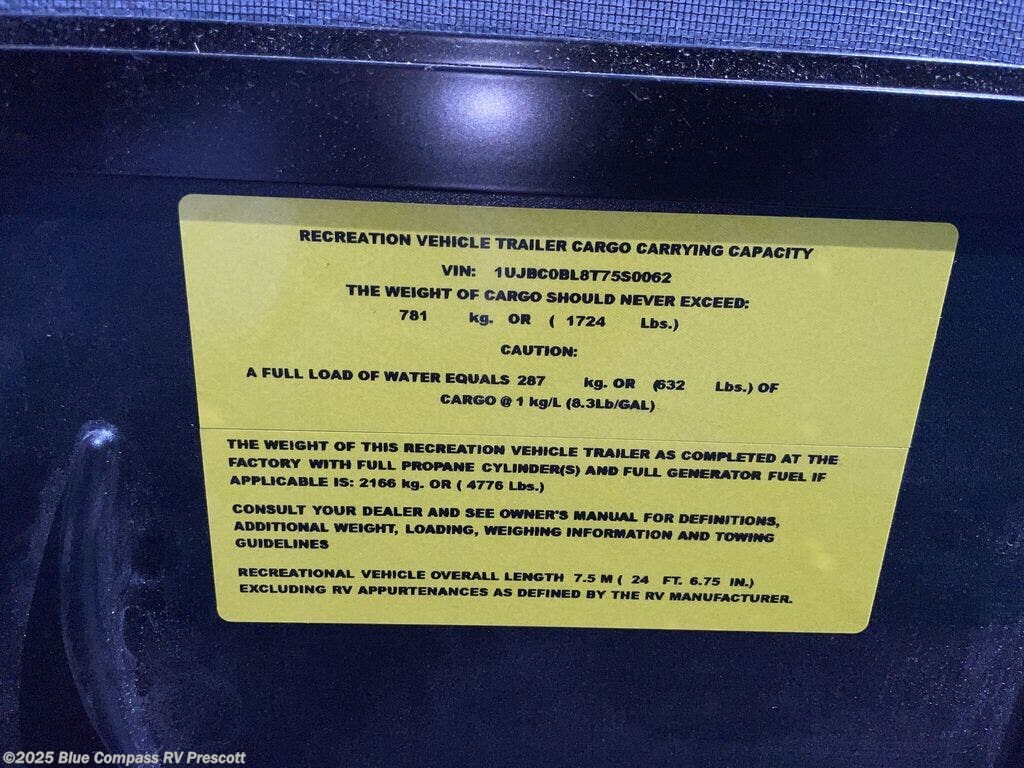 RECREATION VEHICLE TRAILER CARGO CARRYING CAPACITY
VIN: 1UJBC0BL8T75S0062
THE WEIGHT OF CARGO SHOULD NEVER EXCEED:
781 kg. OR ( 1724 Lbs.)
CAUTION:
A FULL LOAD OF WATER EQUALS 287 kg. OR (632 Lbs.) OF
CARGO @ 1 kg/L (8.3Lb/GAL)
THE WEIGHT OF THIS RECREATION VEHICLE TRAILER AS COMPLETED AT THE
FACTORY WITH FULL PROPANE CYLINDER(S) AND FULL GENERATOR FUEL IF
APPLICABLE IS: 2166 kg. OR ( 4776 Lbs.)
CONSULT YOUR DEALER AND SEE OWNER'S MANUAL FOR DEFINITIONS,
ADDITIONAL WEIGHT, LOADING, WEIGHING INFORMATION AND TOWING
GUIDELINES
RECREATIONAL VEHICLE OVERALL LENGTH 7.5 M ( 24 FT. 6.75 IN.)
EXCLUDING RV APPURTENANCES AS DEFINED BY THE RV MANUFACTURER.
©2025 Blue Compass RV Prescott